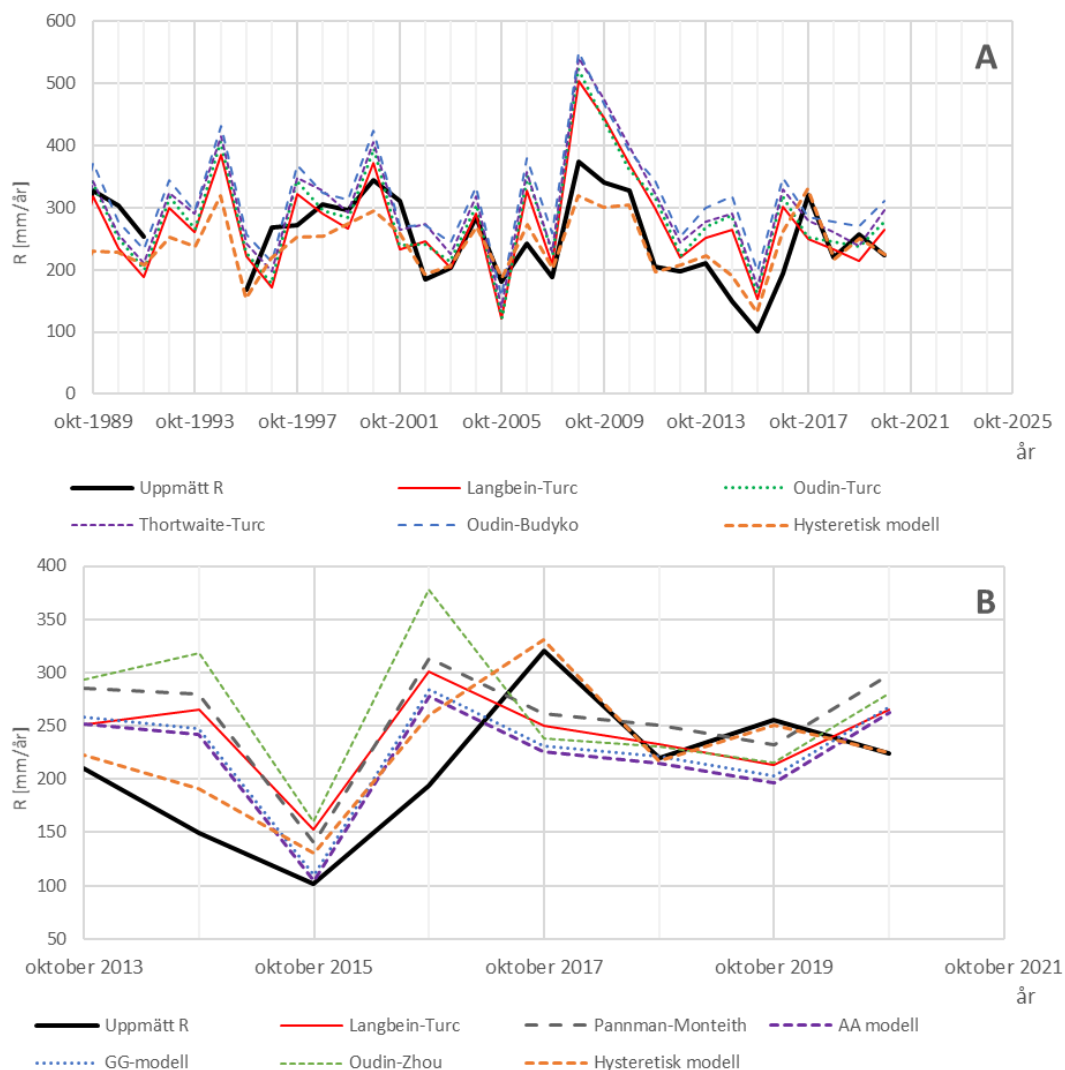 600
A
500
400
300
200
100
0
R [mm/år]
okt-1989 okt-1993 okt-1997 okt-2001 okt-2005 okt-2009 okt-2013 okt-2017 okt-2021 okt-2025
år
Uppmätt R Langbein-Turc Oudin-Turc
Thortwaite-Turc Oudin-Budyko Hysteretisk modell
400
B
350
300
250
200
150
100
50
R [mm/år]
oktober 2013 oktober 2015 oktober 2017 oktober 2019 oktober 2021
år
Uppmätt R Langbein-Turc Pannman-Monteith AA modell
GG-modell Oudin-Zhou Hysteretisk modell